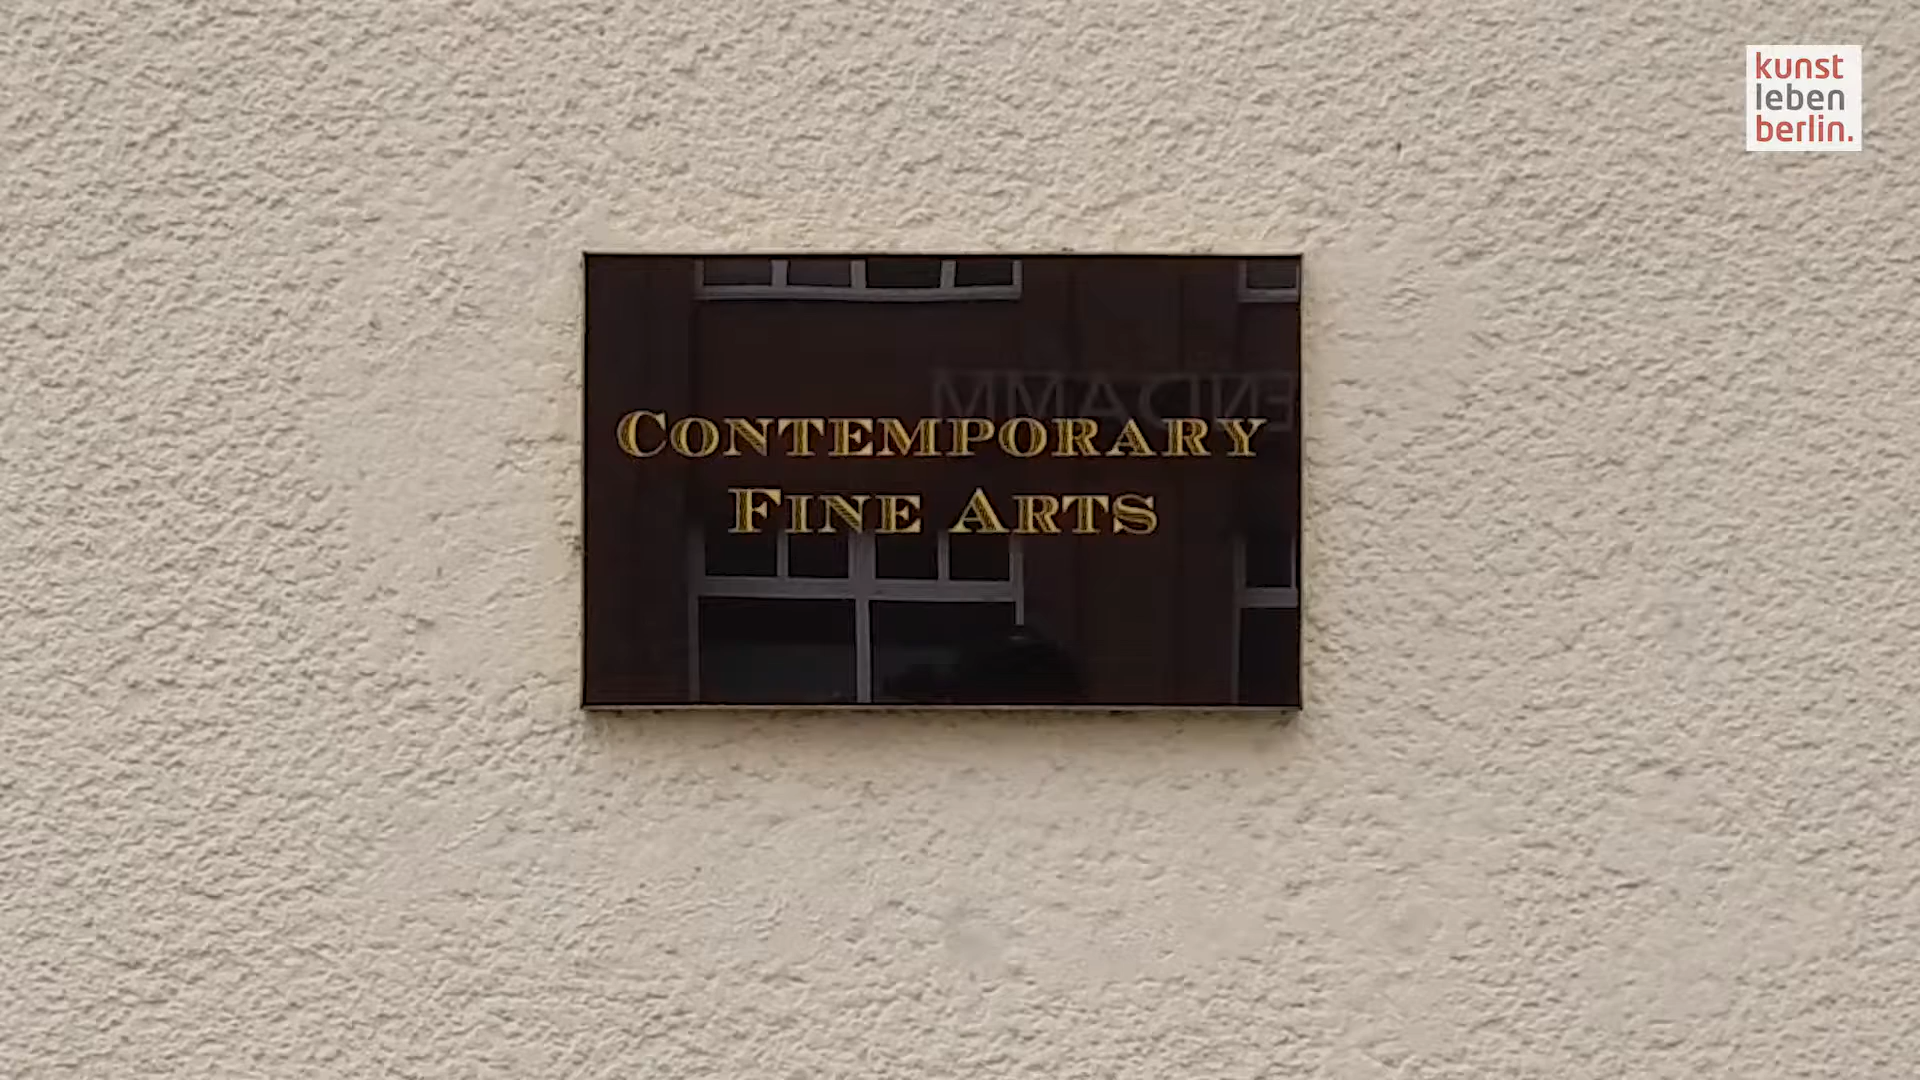 kunst
leben
berlin.
CONTEMPORARY
FINE ARTS